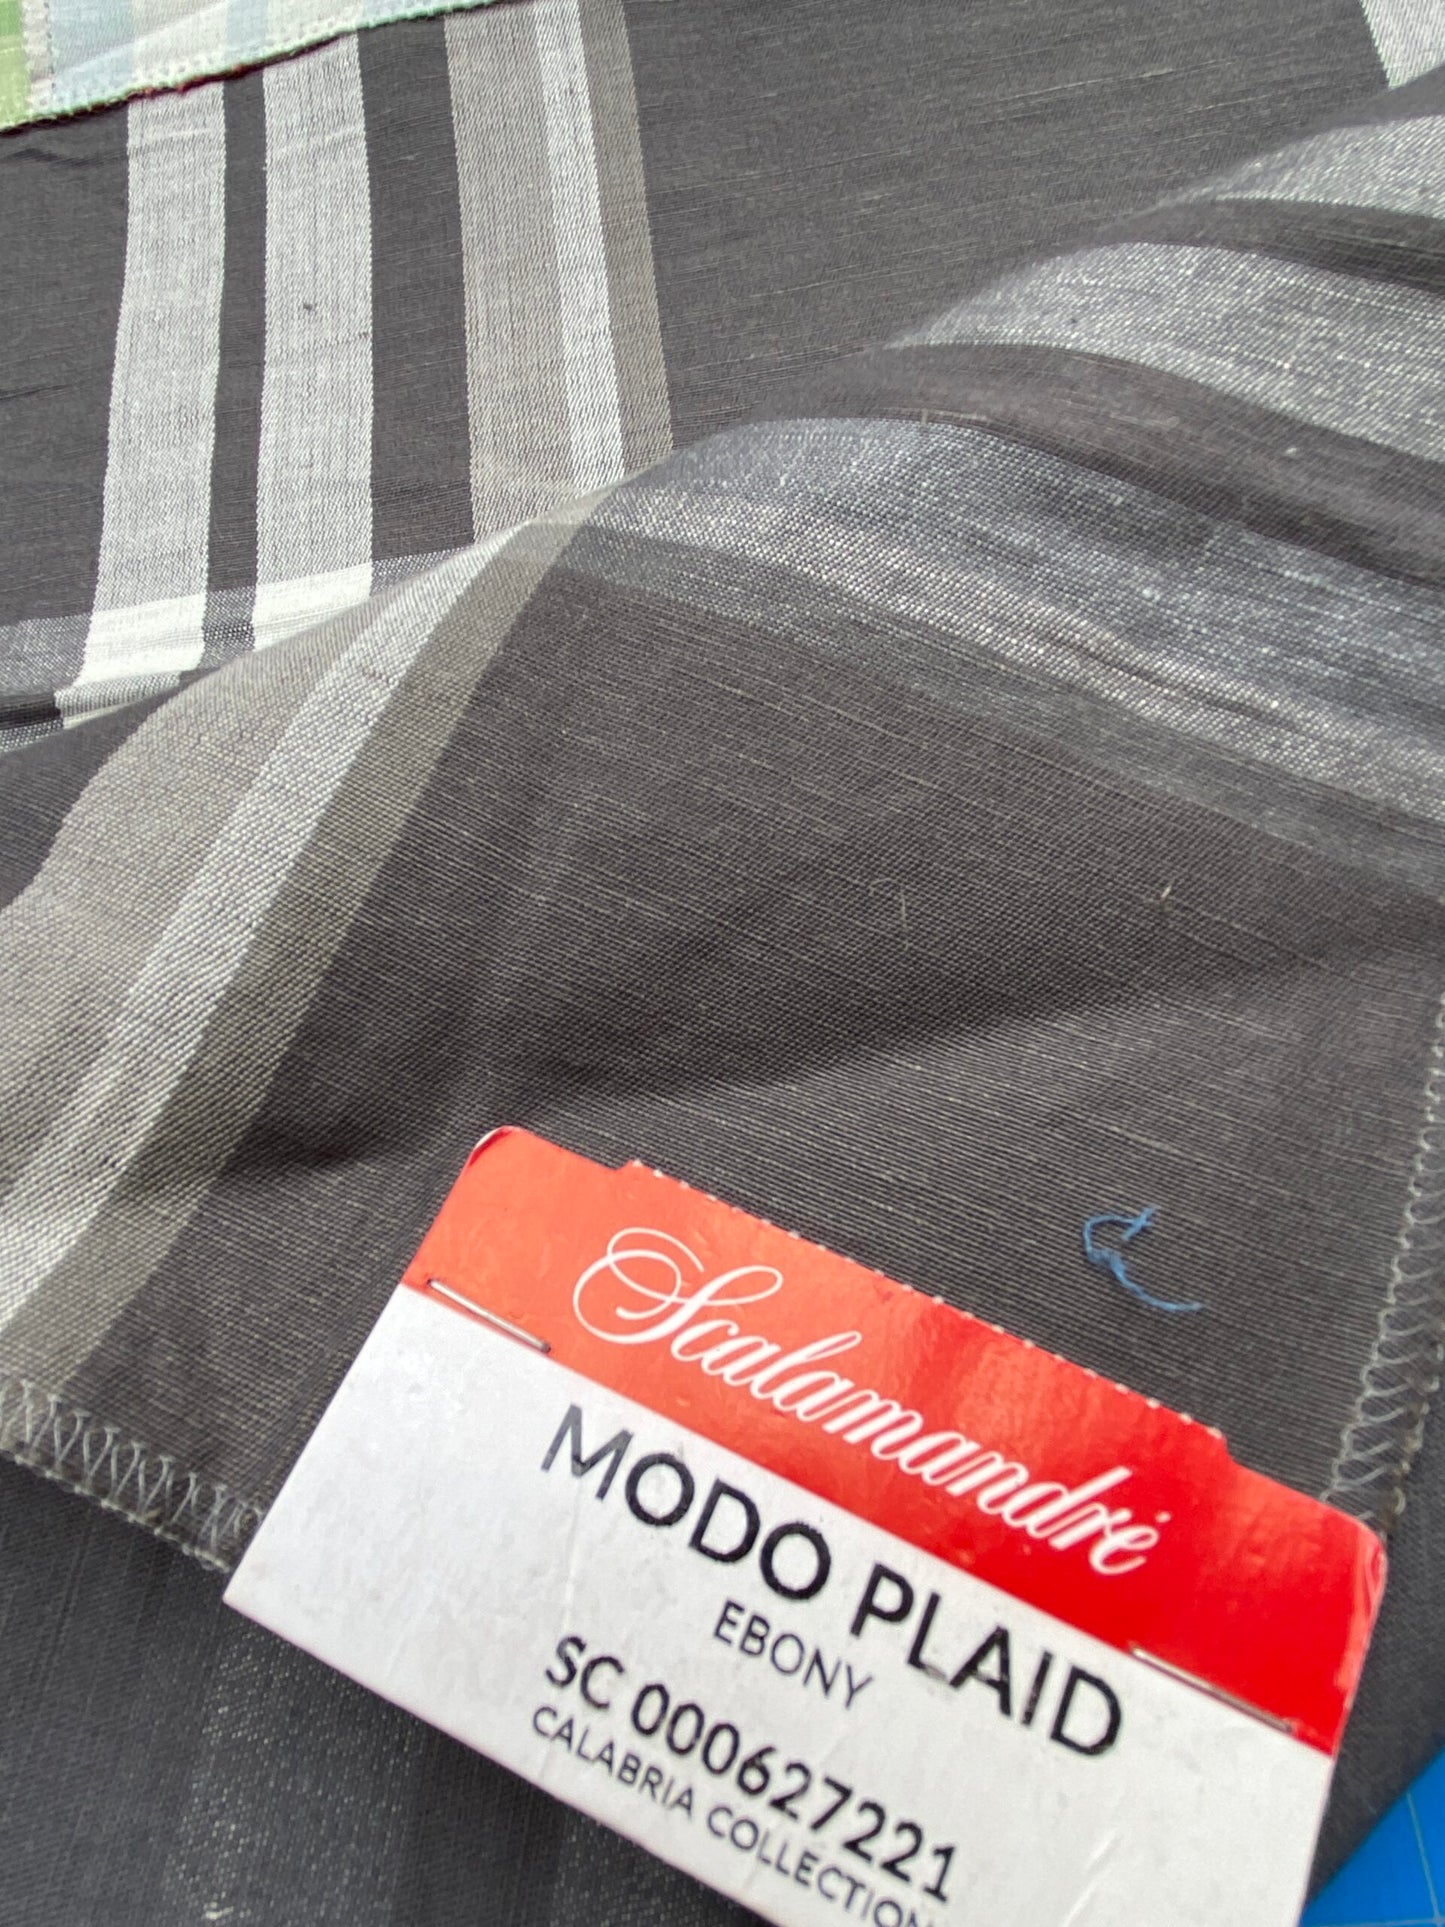 Scalamandré
MODO PLAID
EBONY
SC 000627221
CALABRIA COLLECTION